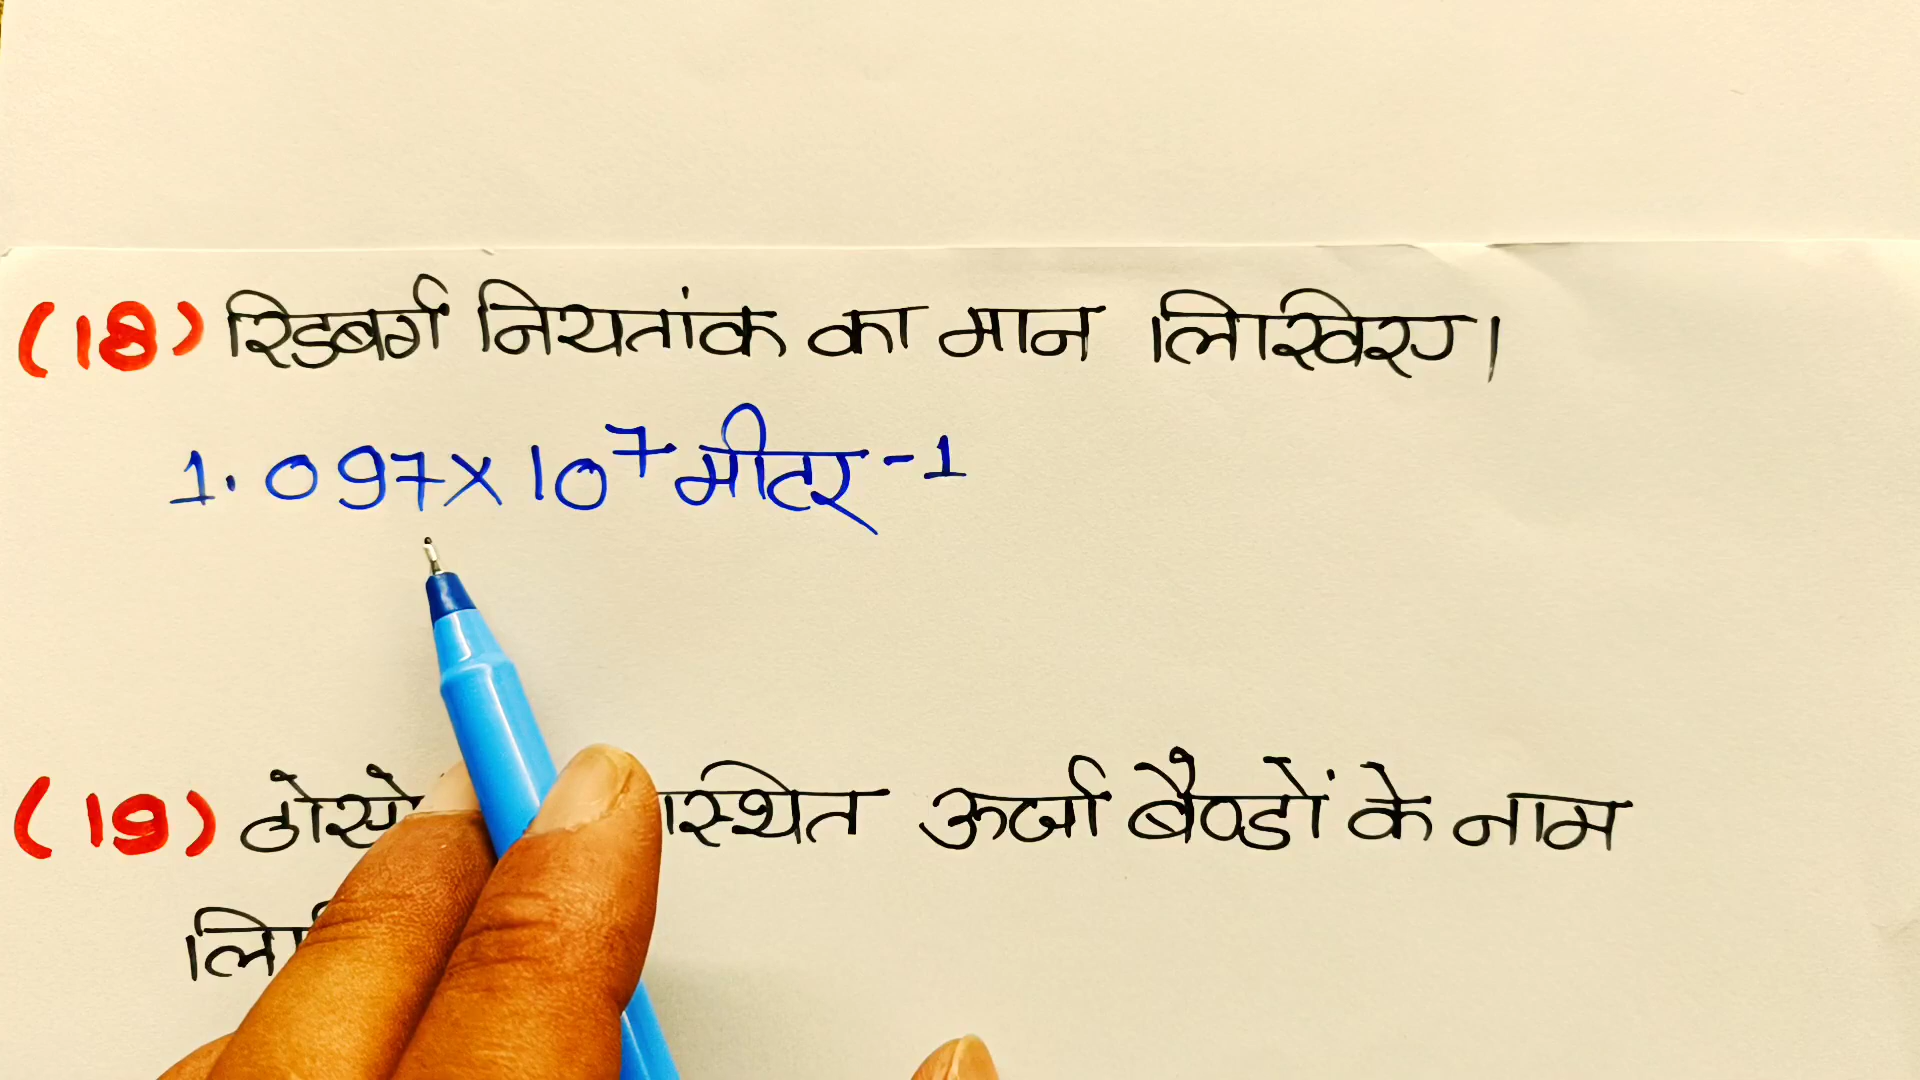 (18) रिडबर्ग नियतांक का मान लिखिए।
1.097×10⁷ मीटर⁻¹
(19) ऊर्जा बैण्डों के नाम